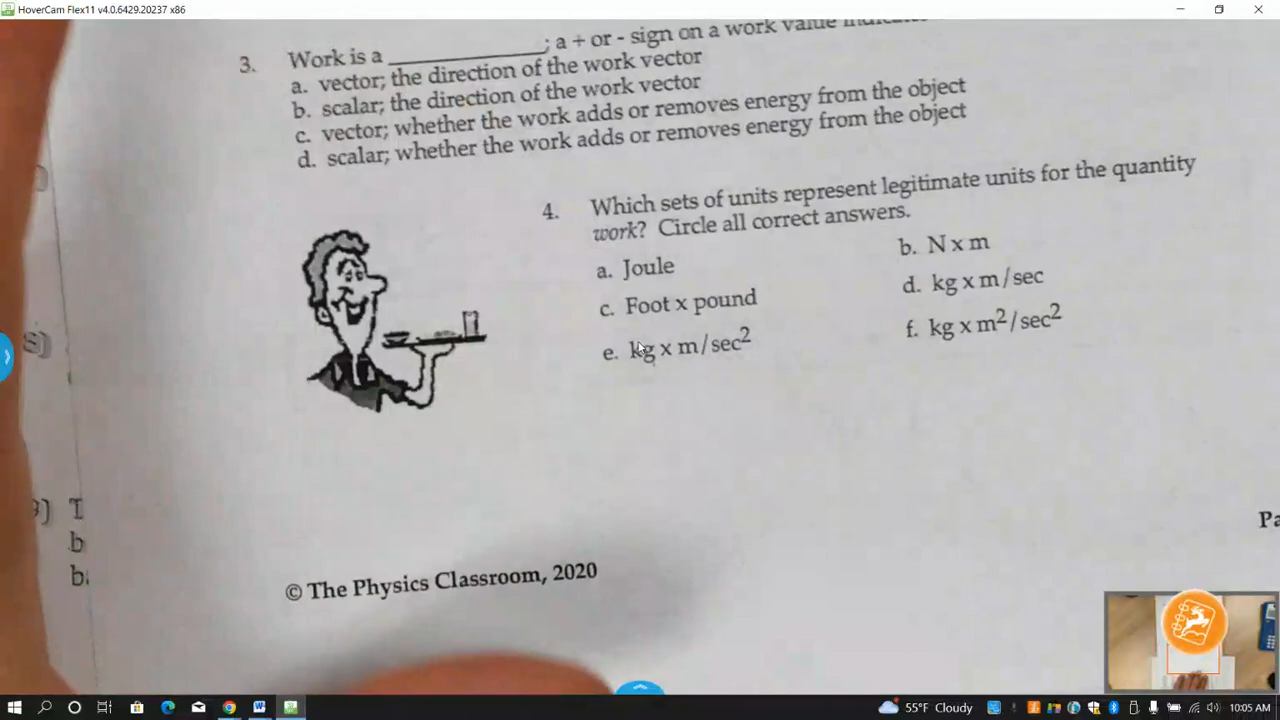 HoverCam Flex11 v4.0.6429.20237 x86
3. Work is a ____________; a + or - sign on a work value
a. vector; the direction of the work vector
b. scalar; the direction of the work vector
c. vector; whether the work adds or removes energy from the object
d. scalar; whether the work adds or removes energy from the object
4. Which sets of units represent legitimate units for the quantity
work? Circle all correct answers.
a. Joule
b. N x m
c. Foot x pound
d. kg x m/sec
e. kg x m/sec²
f. kg x m²/sec²
© The Physics Classroom, 2020
55°F Cloudy
10:05 AM